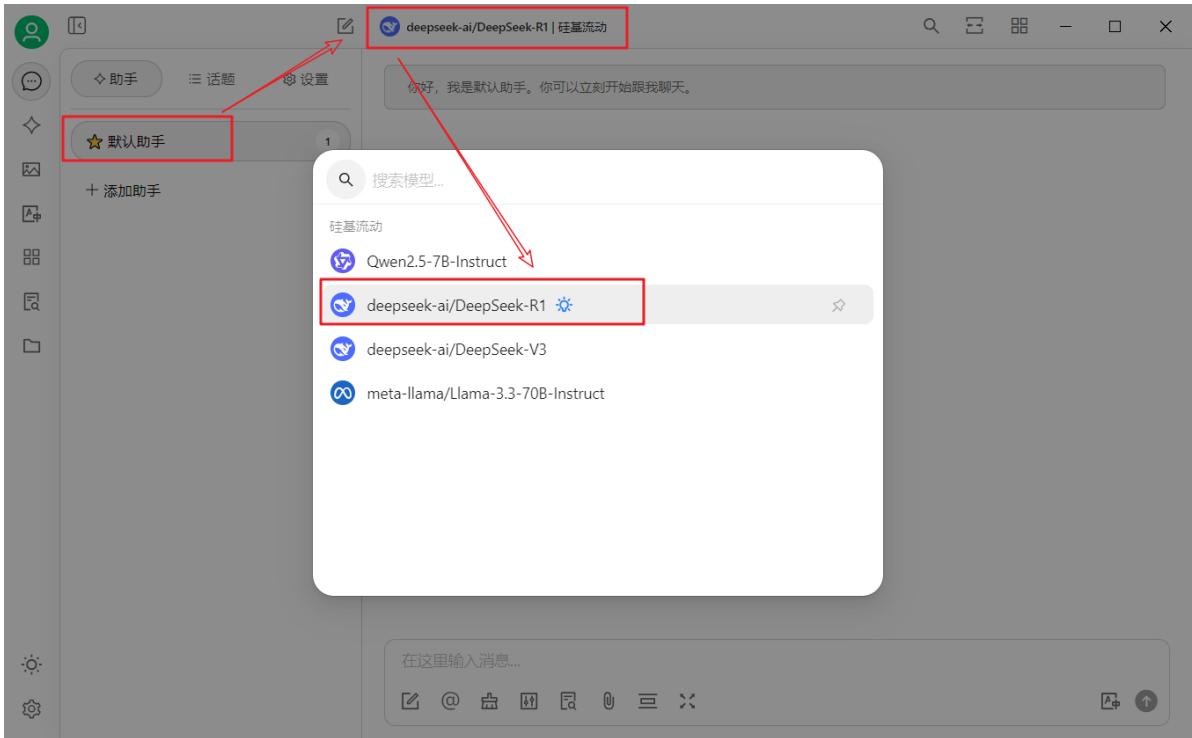 deepseek-ai/DeepSeek-R1 | 硅基流动
助手
话题
设置
你好，我是默认助手。你可以立刻开始跟我聊天。
默认助手
1
添加助手
搜索模型...
硅基流动
Qwen2.5-7B-Instruct
deepseek-ai/DeepSeek-R1
deepseek-ai/DeepSeek-V3
meta-llama/Llama-3.3-70B-Instruct
在这里输入消息...